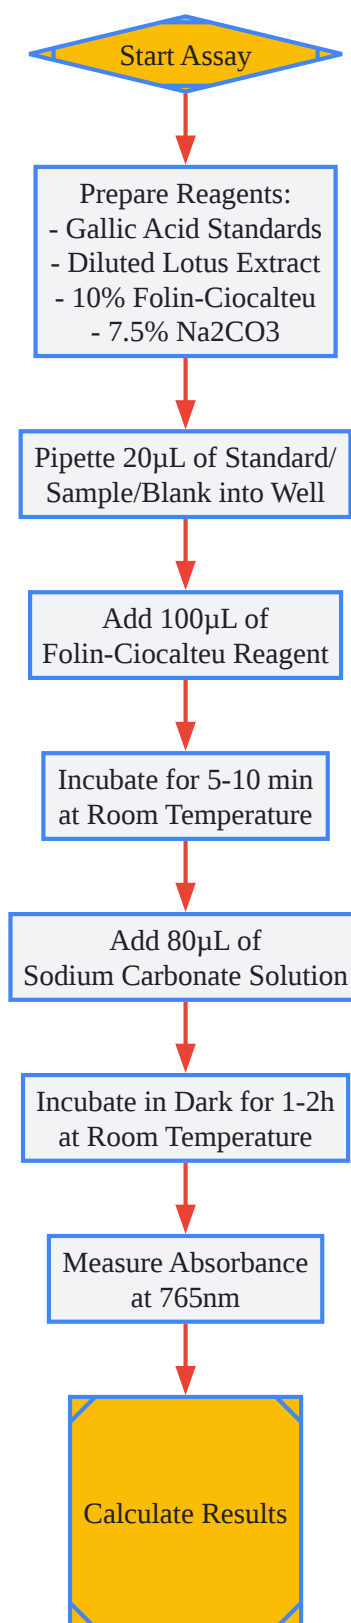 Start Assay
Prepare Reagents:
- Gallic Acid Standards
- Diluted Lotus Extract
- 10% Folin-Ciocalteu
- 7.5% Na2CO3
Pipette 20µL of Standard/
Sample/Blank into Well
Add 100µL of
Folin-Ciocalteu Reagent
Incubate for 5-10 min
at Room Temperature
Add 80µL of
Sodium Carbonate Solution
Incubate in Dark for 1-2h
at Room Temperature
Measure Absorbance
at 765nm
Calculate Results